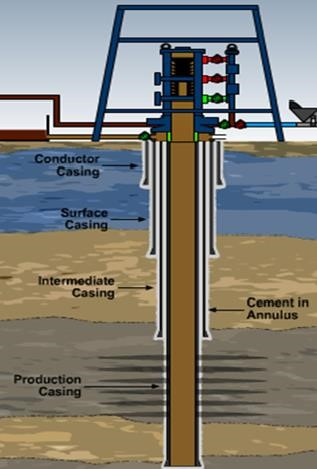 Conductor
Casing
Surface
Casing
Intermediate
Casing
Cement in
Annulus
Production
Casing